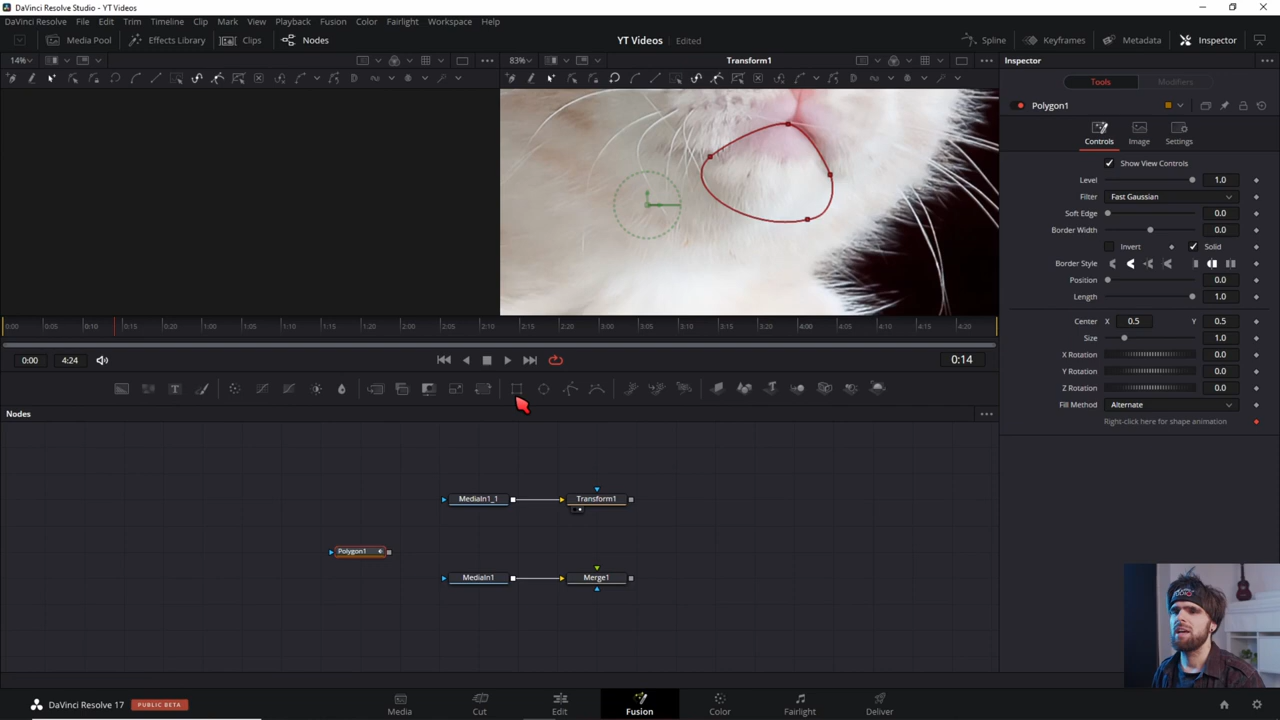 DaVinci Resolve Studio - YT Videos
DaVinci Resolve File Edit Trim Timeline Clip Mark View Playback Fusion Color Fairlight Workspace Help
Media Pool Effects Library Clips Nodes YT Videos Edited Spline Keyframes Metadata Inspector
14% 83% Transform1 Inspector
Tools Modifiers
Polygon1
Controls Image Settings
Show View Controls
Level 1.0
Filter Fast Gaussian
Soft Edge 0.0
Border Width 0.0
Invert Solid
Border Style
Position 0.0
Length 1.0
Center X 0.5 Y 0.5
Size 1.0
X Rotation 0.0
Y Rotation 0.0
Z Rotation 0.0
Fill Method Alternate
Right-click here for shape animation
0:00 0:05 0:10 0:15 0:20 1:00 1:05 1:10 1:15 1:20 2:00 2:05 2:10 2:15 2:20 3:00 3:05 3:10 3:15 3:20 4:00 4:05 4:10 4:15 4:20
0:00 4:24 0:14
Nodes
MediaIn1_1 Transform1
Polygon1
MediaIn1 Merge1
DaVinci Resolve 17 PUBLIC BETA
Media Cut Edit Fusion Color Fairlight Deliver